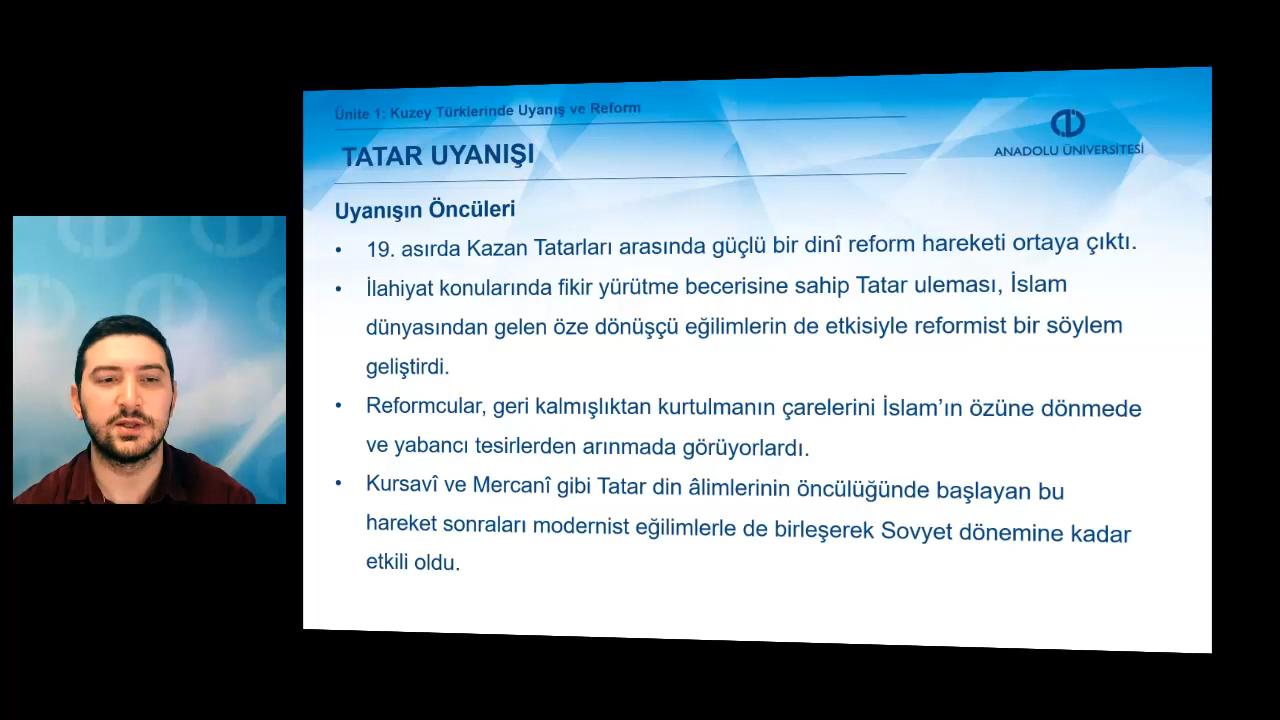 Ünite 1: Kuzey Türklerinde Uyanış ve Reform
TATAR UYANIŞI
ANADOLU ÜNİVERSİTESİ
Uyanışın Öncüleri
• 19. asırda Kazan Tatarları arasında güçlü bir dinî reform hareketi ortaya çıktı.
• İlahiyat konularında fikir yürütme becerisine sahip Tatar uleması, İslam
dünyasından gelen öze dönüşçü eğilimlerin de etkisiyle reformist bir söylem
geliştirdi.
• Reformcular, geri kalmışlıktan kurtulmanın çarelerini İslam’ın özüne dönmede
ve yabancı tesirlerden arınmada görüyorlardı.
• Kursavî ve Mercanî gibi Tatar din âlimlerinin öncülüğünde başlayan bu
hareket sonraları modernist eğilimlerle de birleşerek Sovyet dönemine kadar
etkili oldu.